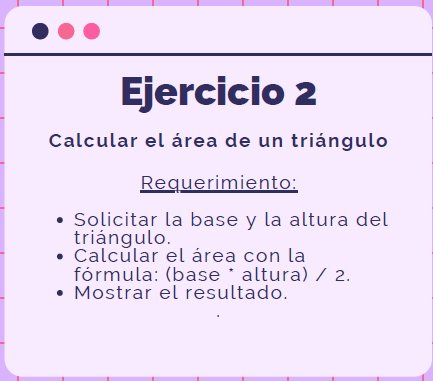 Ejercicio 2
Calcular el área de un triángulo
Requerimiento:
• Solicitar la base y la altura del
triángulo.
• Calcular el área con la
fórmula: (base * altura) / 2.
• Mostrar el resultado.
.